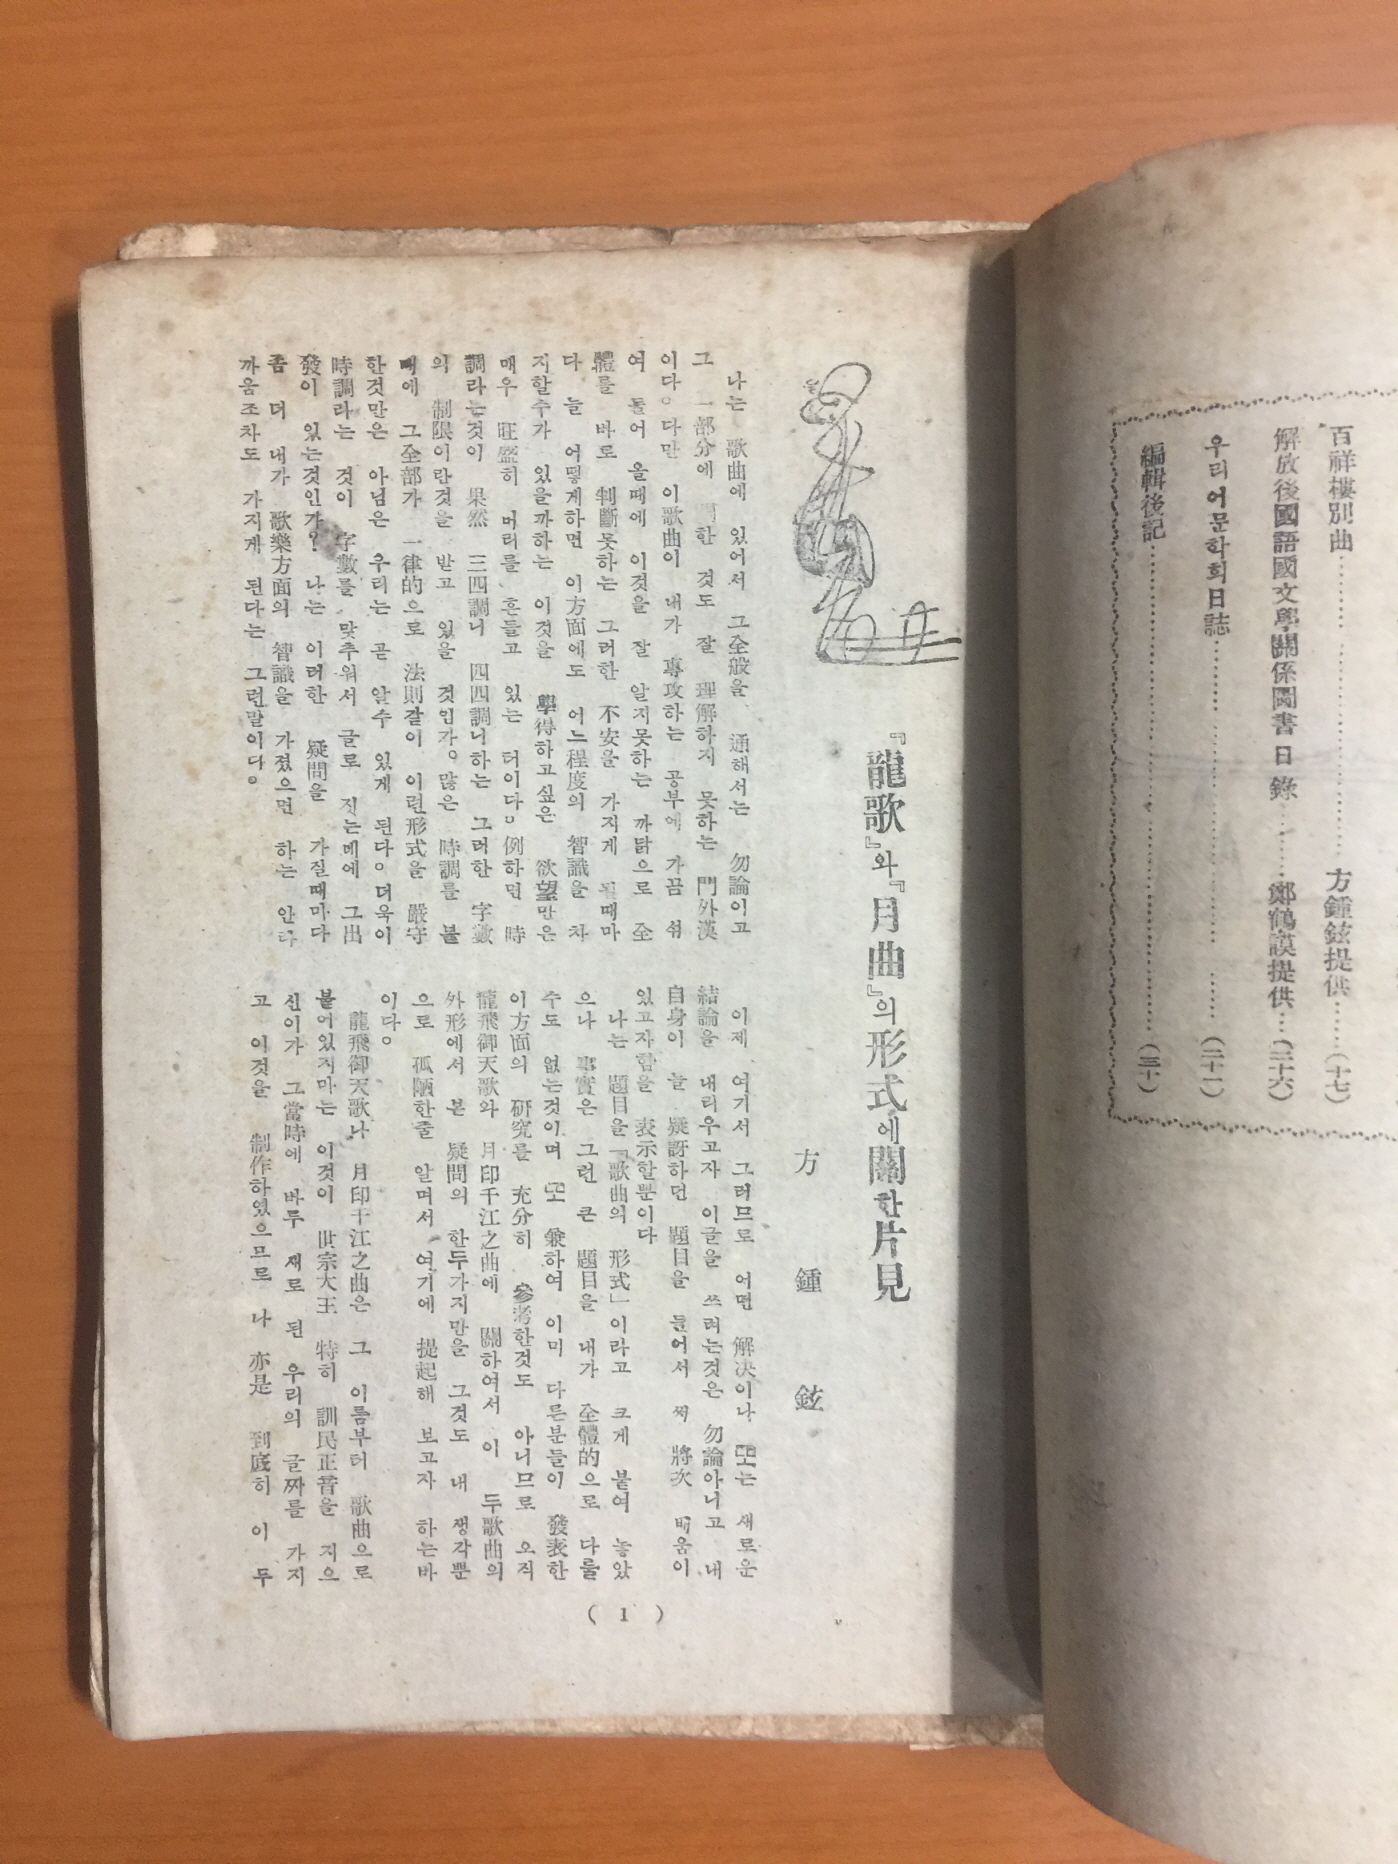 百祥樓別曲……………………方鍾鉉提供……(十七)
解放後國語國文學關係圖書目錄……鄭鶴謨提供…(二十六)
우리어문학회日誌………………………(二十一)
編輯後記…………………………………(三十)
『龍歌』와『月曲』의形式에關한片見
方鍾鉉
나는 歌曲에 있어서 그全般을 通해서는 勿論이고
그 一部分에 關한 것도 잘 理解하지 못하는 門外漢
이다。다만 이歌曲이 내가 專攻하는 공부에 가끔 섞
여 들어 올때에 이것을 잘 알지못하는 까닭으로 全
體를 바로 判斷못하는 그러한 不安을 가지게 될때마
다 늘 어떻게하면 이方面에도 어느程度의 智識을 차
지할수가 있을까하는 이것을 學得하고싶은 欲望만은
매우 旺盛히 머리를 흔들고 있는 터이다。例하면 時
調라는것이 果然 三四調니 四四調니하는 그러한 字數
의 制限이란것을 받고 있을 것인가。많은 時調를 볼
때에 그全部가 一律的으로 法則같이 이런形式을 嚴守
한것만은 아님은 우리는 곧 알수 있게 된다。더욱이
時調라는 것이 字數를 맞추워서 글로 짓는데에 그出
發이 있는것인가? 나는 이러한 疑問을 가질때마다
좀 더 내가 歌樂方面의 智識을 가졌으면 하는 안타
까움조차도 가지게 된다는 그런말이다。
이제 여기서 그러므로 어떤 解決이나 또는 새로운
結論을 내리우고자 이글을 쓰려는것은 勿論아니고 내
自身이 늘 疑訝하던 題目을 들어서 써 將次 배움이
있고자함을 表示할뿐이다
나는 題目을「歌曲의 形式」이라고 크게 붙여 놓았
으나 事實은 그런 큰 題目을 내가 全體的으로 다룰
수도 없는것이며 또 兼하여 이미 다른분들이 發表한
이方面의 硏究를 充分히 參考한것도 아니므로 오직
龍飛御天歌와 月印千江之曲에 關하여서 이 두歌曲의
外形에서 본 疑問의 한두가지만을 그것도 내 생각뿐
으로 孤陋한줄 알며서 여기에 提起해 보고자 하는바
이다。
龍飛御天歌나 月印千江之曲은 그 이름부터 歌曲으로
붙어있지마는 이것이 世宗大王 特히 訓民正音을 지으
신이가 그當時에 바루 새로 된 우리의 글짜를 가지
고 이것을 制作하였으므로 나 亦是 到底히 이 두
( 1 )